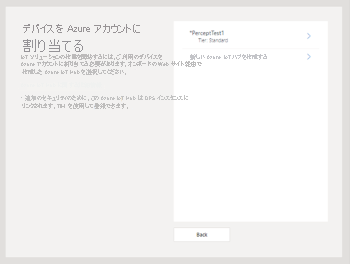 デバイスを Azure アカウントに
割り当てる
IoT ソリューションの作業を開始するには、ご利用のデバイスを
Azure アカウントに割り当てる必要があります。オンボードのWeb サイト経由で
作成した Azure IoT Hub を選択してください。
*PerceptTest1
Tier: Standard
新しい Azure IoT ハブを作成する
追加のセキュリティのために、この Azure IoT Hub は DPS インスタンスに
リンクされます。TPM を使用して登録できます。
Back